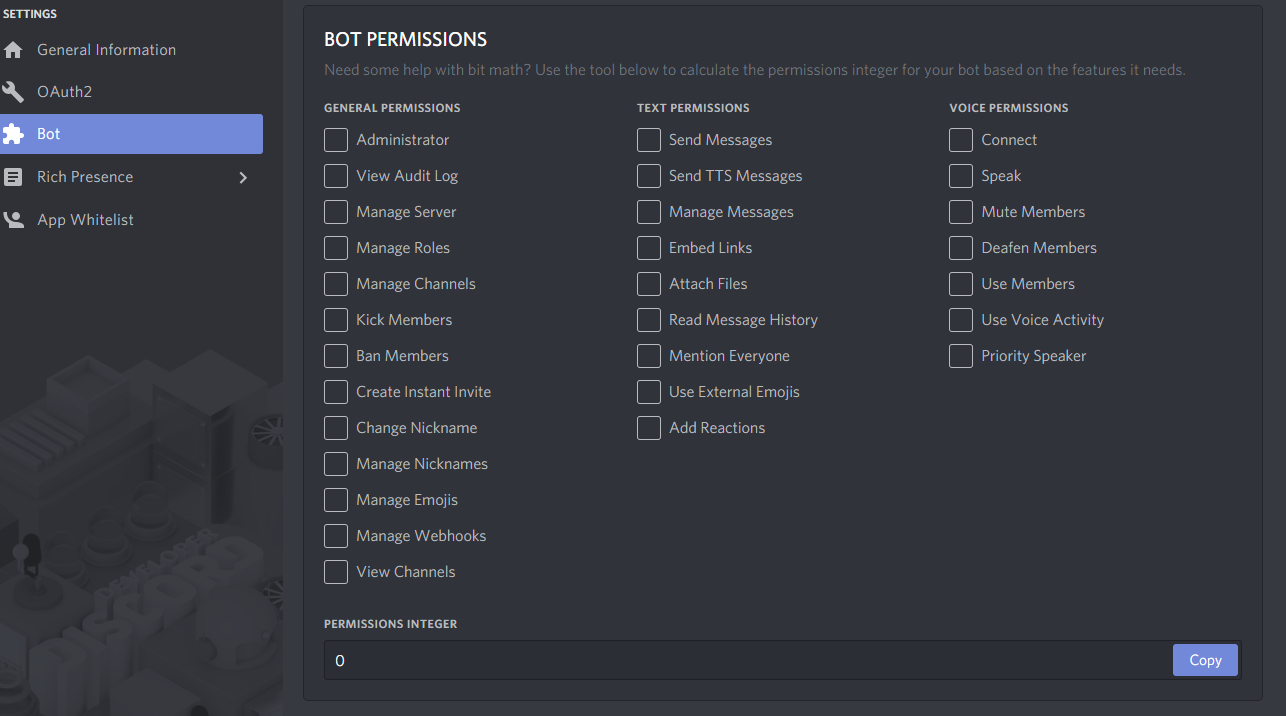 SETTINGS
General Information
OAuth2
Bot
Rich Presence
App Whitelist
BOT PERMISSIONS
Need some help with bit math? Use the tool below to calculate the permissions integer for your bot based on the features it needs.
GENERAL PERMISSIONS
Administrator
View Audit Log
Manage Server
Manage Roles
Manage Channels
Kick Members
Ban Members
Create Instant Invite
Change Nickname
Manage Nicknames
Manage Emojis
Manage Webhooks
View Channels
TEXT PERMISSIONS
Send Messages
Send TTS Messages
Manage Messages
Embed Links
Attach Files
Read Message History
Mention Everyone
Use External Emojis
Add Reactions
VOICE PERMISSIONS
Connect
Speak
Mute Members
Deafen Members
Use Members
Use Voice Activity
Priority Speaker
PERMISSIONS INTEGER
0
Copy